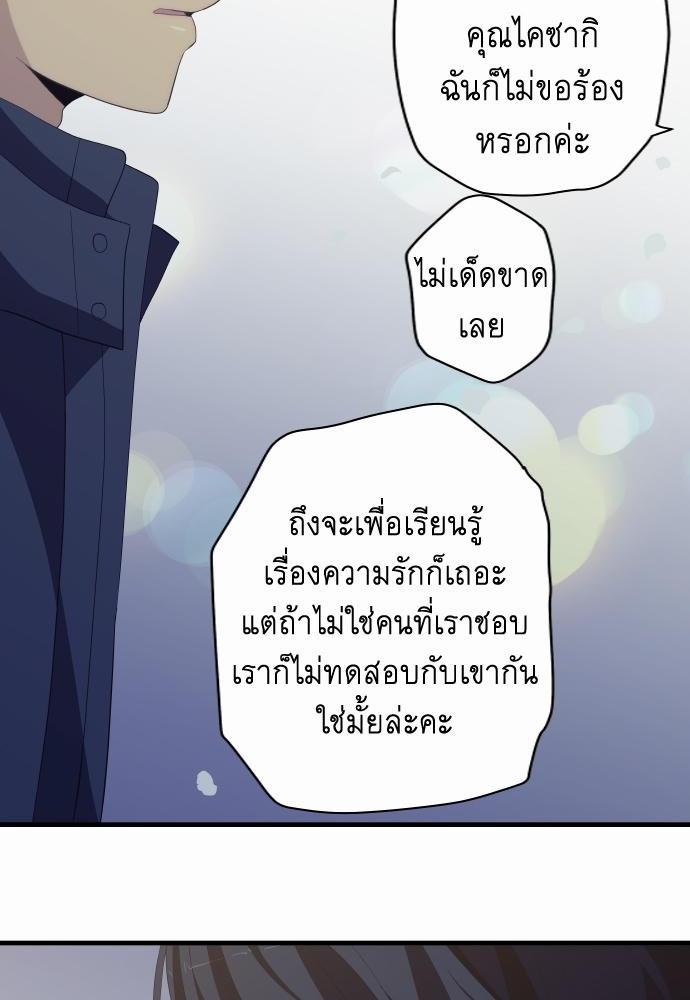 คุณไคซากิ
ฉันก็ไม่ขอร้อง
หรอกค่ะ
ไม่เด็ดขาด
เลย
ถึงจะเพื่อเรียนรู้
เรื่องความรักก็เถอะ
แต่ถ้าไม่ใช่คนที่เราชอบ
เราก็ไม่ทดสอบกับเขากัน
ใช่มั้ยล่ะคะ